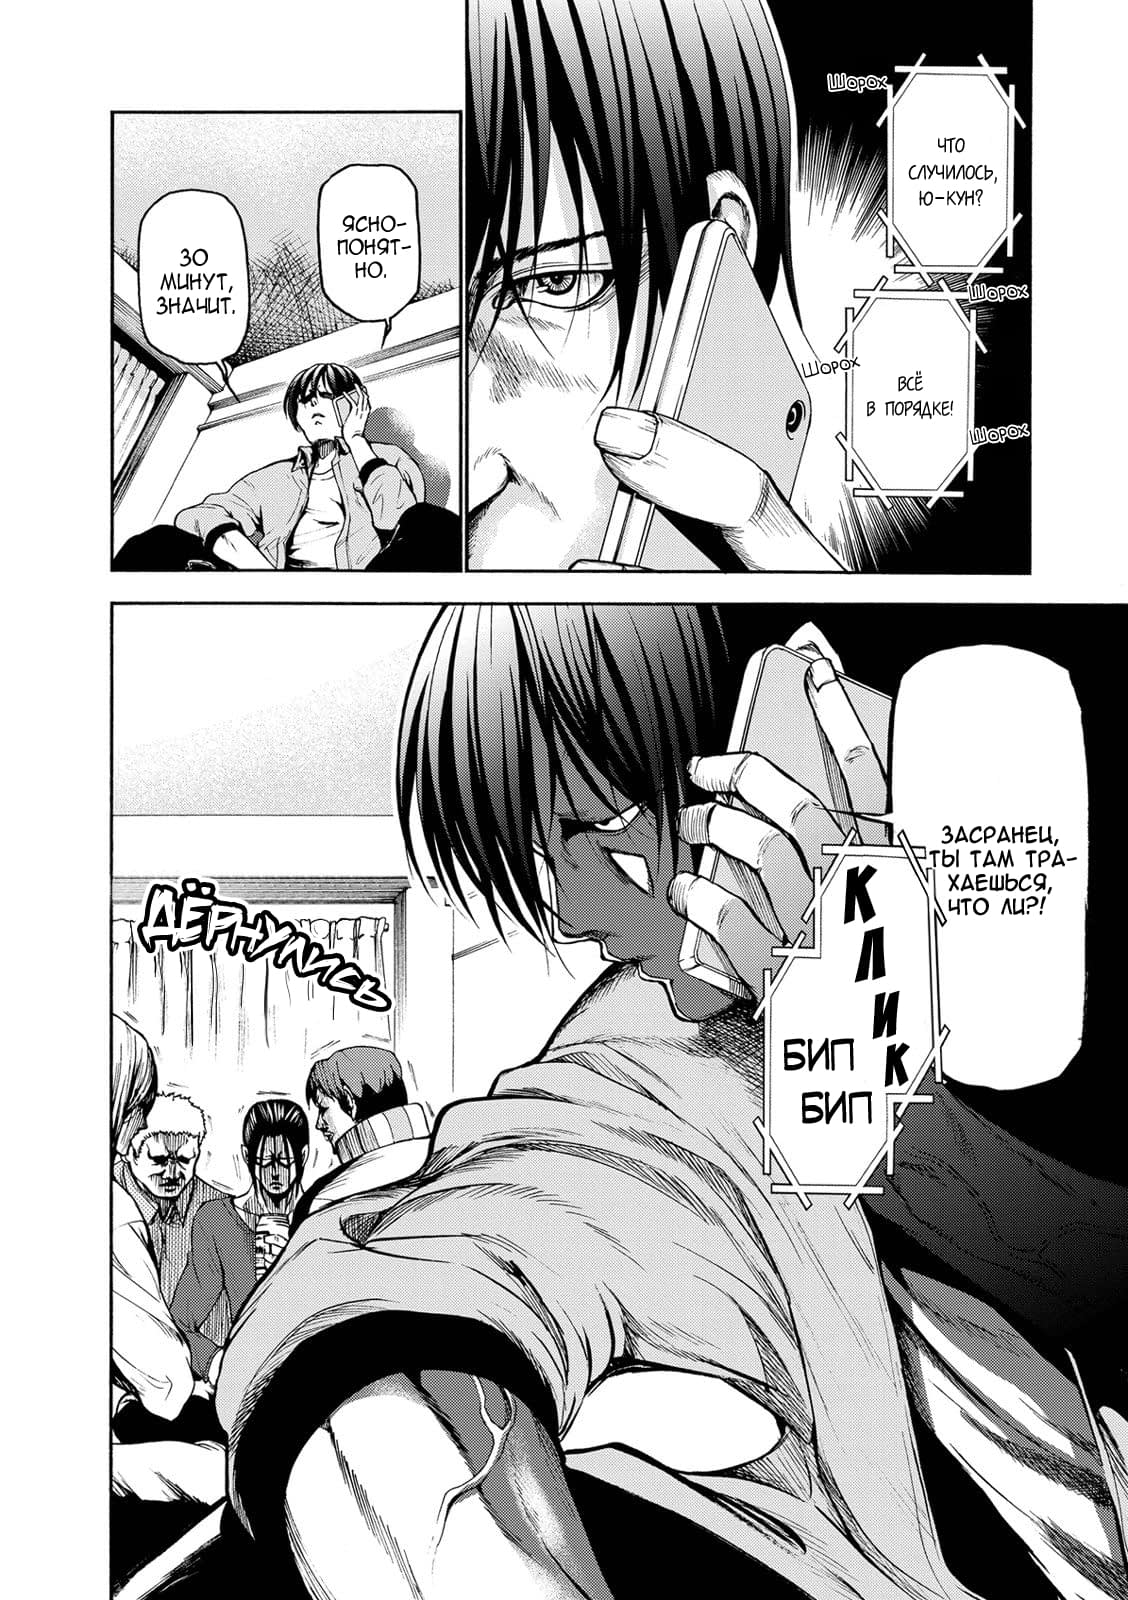 Шорох
ЧТО
СЛУЧИЛОСЬ,
Ю-КУН?
Шорох
Шорох
ВСЁ
В ПОРЯДКЕ!
Шорох
ЯСНО-
ПОНЯТ-
НО.
30
МИНУТ,
ЗНАЧИТ.
ЗАСРАНЕЦ,
ТЫ ТАМ ТРА-
ХАЕШЬСЯ,
ЧТО ЛИ?!
КЛИК
БИП
БИП
ДЁРНУЛИСЬ